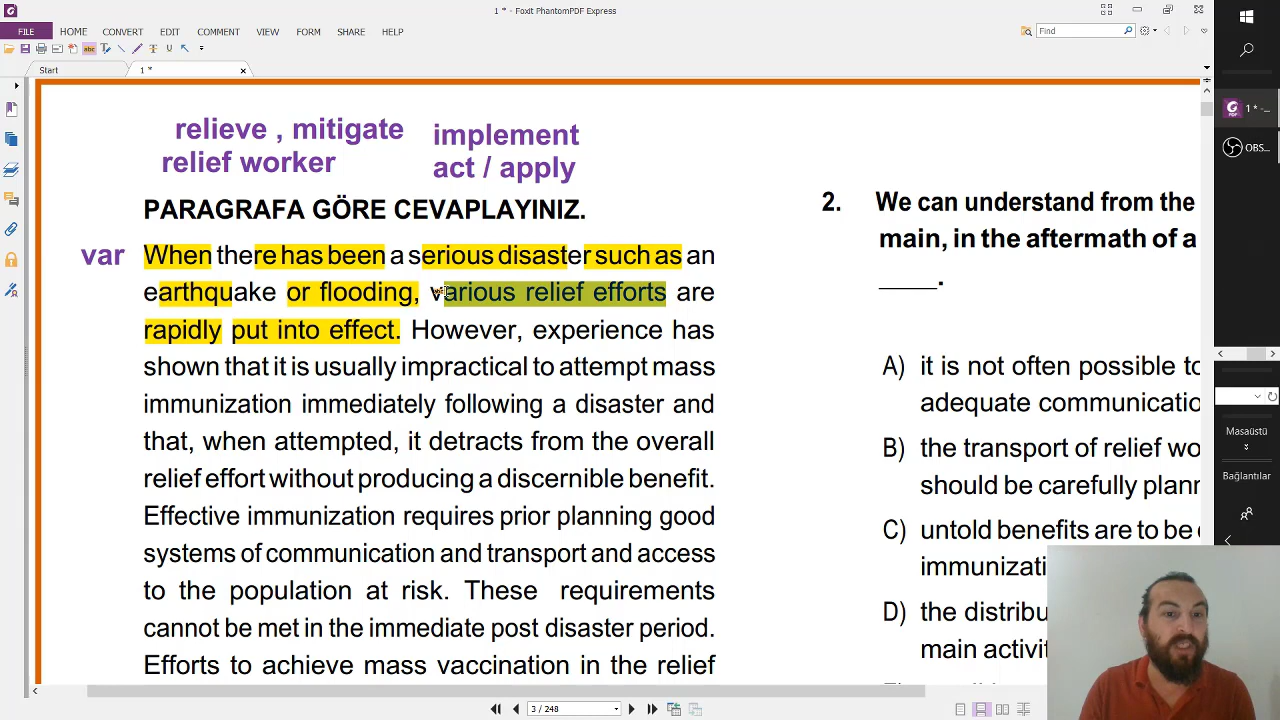 1 * - Foxit PhantomPDF Express
FILE HOME CONVERT EDIT COMMENT VIEW FORM SHARE HELP
Find
Start
1 *
relieve , mitigate
relief worker
implement
act / apply
PARAGRAFA GÖRE CEVAPLAYINIZ.
var
When there has been a serious disaster such as an
earthquake or flooding, various relief efforts are
rapidly put into effect. However, experience has
shown that it is usually impractical to attempt mass
immunization immediately following a disaster and
that, when attempted, it detracts from the overall
relief effort without producing a discernible benefit.
Effective immunization requires prior planning good
systems of communication and transport and access
to the population at risk. These requirements
cannot be met in the immediate post disaster period.
Efforts to achieve mass vaccination in the relief
2. We can understand from the
main, in the aftermath of a
____.
A) it is not often possible to
adequate communicatio
B) the transport of relief wo
should be carefully plann
C) untold benefits are to be
immunizati
D) the distribu
main activit
3 / 248
1 * -...
OBS...
Masaüstü
Bağlantılar